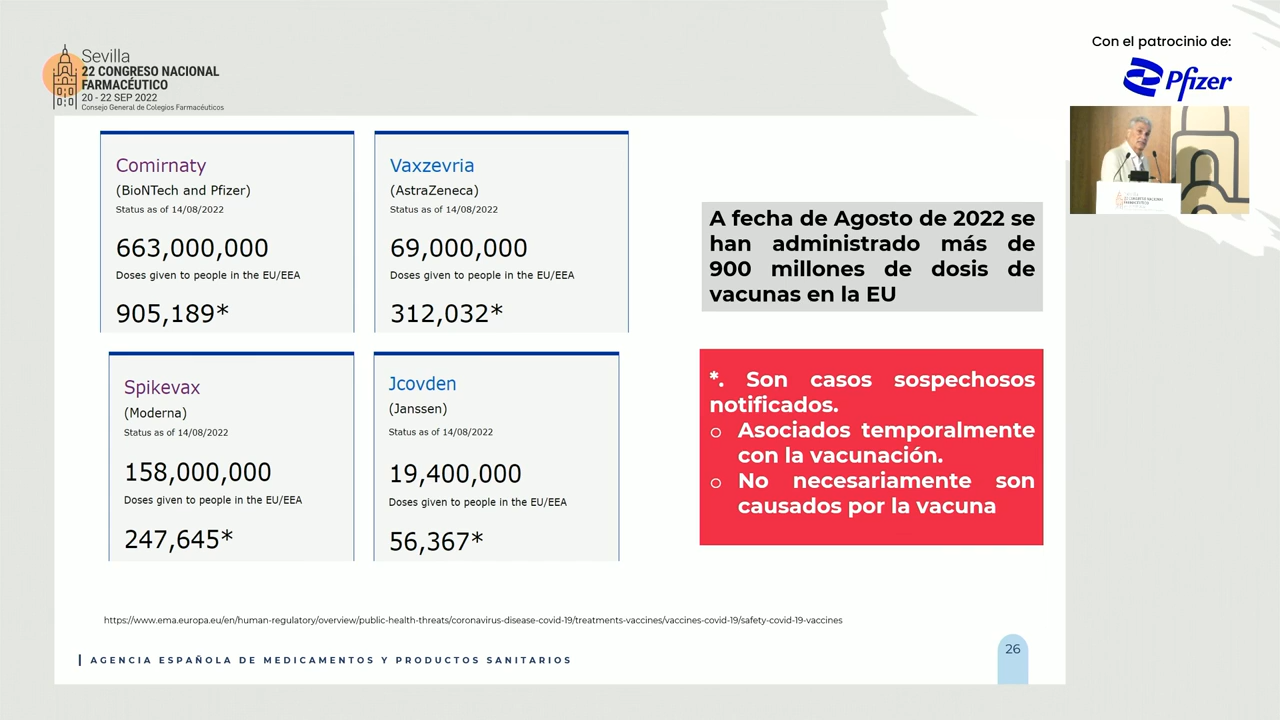 Sevilla
22 CONGRESO NACIONAL
FARMACÉUTICO
20 - 22 SEP 2022
Consejo General de Colegios Farmacéuticos
Con el patrocinio de:
Pfizer
Comirnaty
(BioNTech and Pfizer)
Status as of 14/08/2022
663,000,000
Doses given to people in the EU/EEA
905,189*
Vaxzevria
(AstraZeneca)
Status as of 14/08/2022
69,000,000
Doses given to people in the EU/EEA
312,032*
Spikevax
(Moderna)
Status as of 14/08/2022
158,000,000
Doses given to people in the EU/EEA
247,645*
Jcovden
(Janssen)
Status as of 14/08/2022
19,400,000
Doses given to people in the EU/EEA
56,367*
A fecha de Agosto de 2022 se
han administrado más de
900 millones de dosis de
vacunas en la EU
*. Son casos sospechosos
notificados.
o Asociados temporalmente
con la vacunación.
o No necesariamente son
causados por la vacuna
https://www.ema.europa.eu/en/human-regulatory/overview/public-health-threats/coronavirus-disease-covid-19/treatments-vaccines/vaccines-covid-19/safety-covid-19-vaccines
AGENCIA ESPAÑOLA DE MEDICAMENTOS Y PRODUCTOS SANITARIOS
26